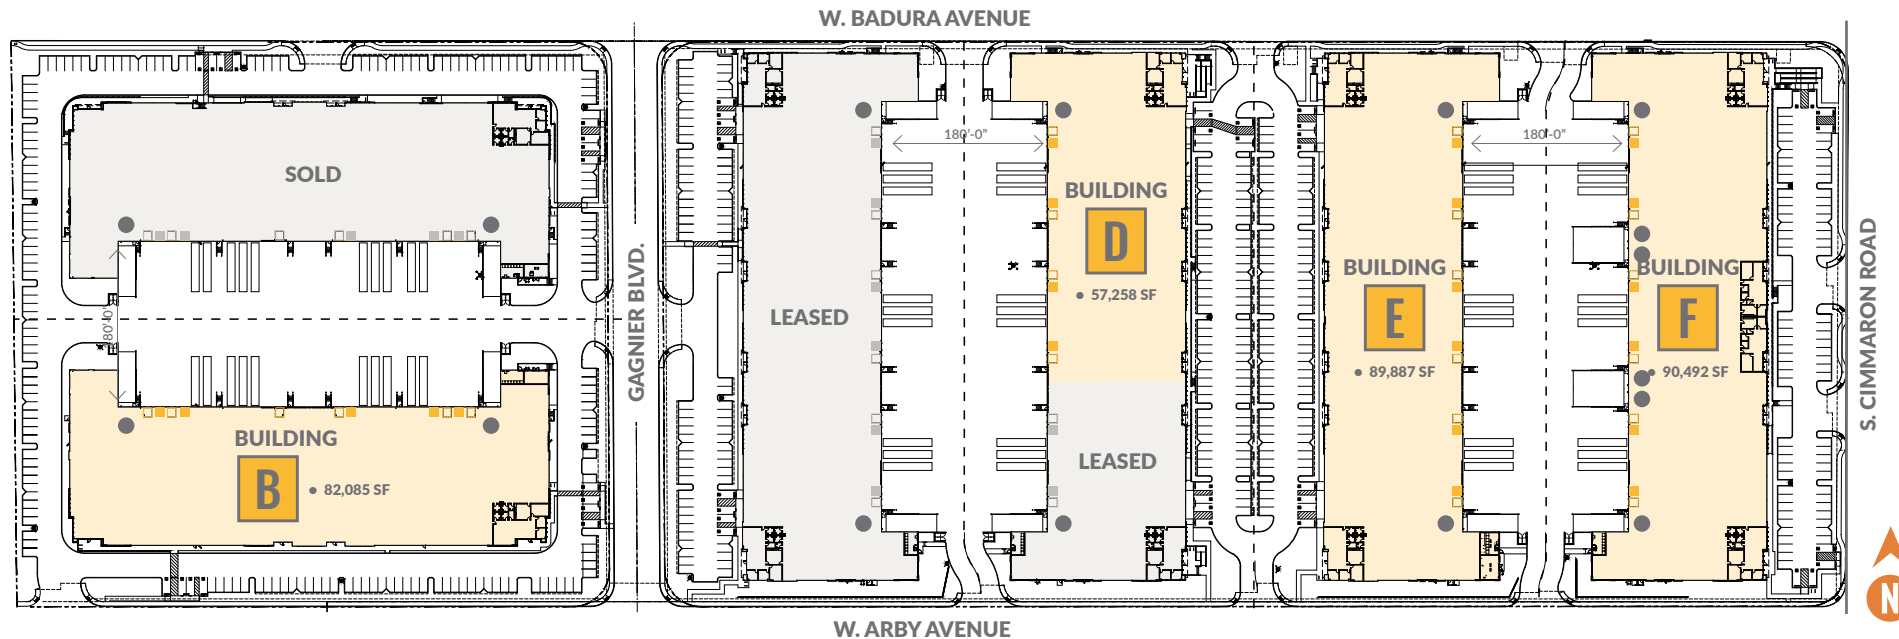 W. BADURA AVENUE
SOLD
180'-0"
GAGNIER BLVD.
BUILDING
B
• 82,085 SF
LEASED
180'-0"
BUILDING
D
• 57,258 SF
LEASED
BUILDING
E
• 89,887 SF
180'-0"
BUILDING
F
• 90,492 SF
S. CIMMARON ROAD
N
W. ARBY AVENUE